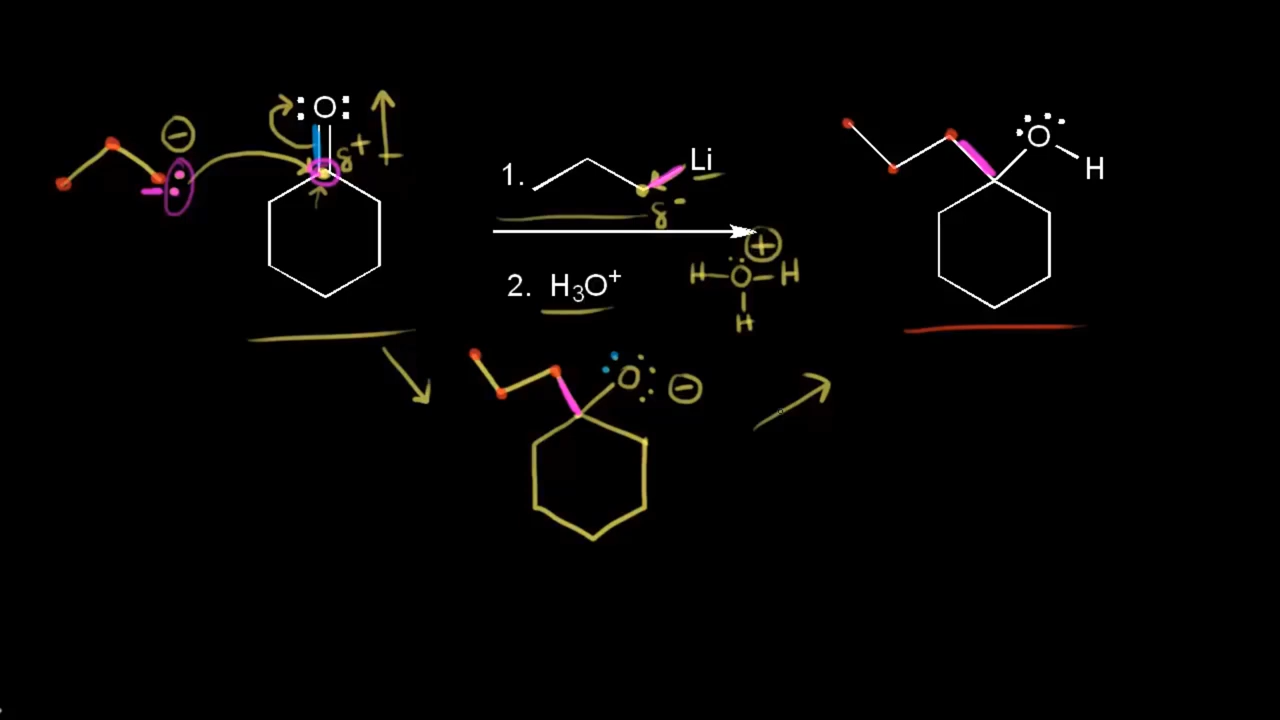 ⊖
:O:
δ+
1. Li
δ-
2. H₃O⁺
⊕
H-O-H
H
O
H
O ⊖